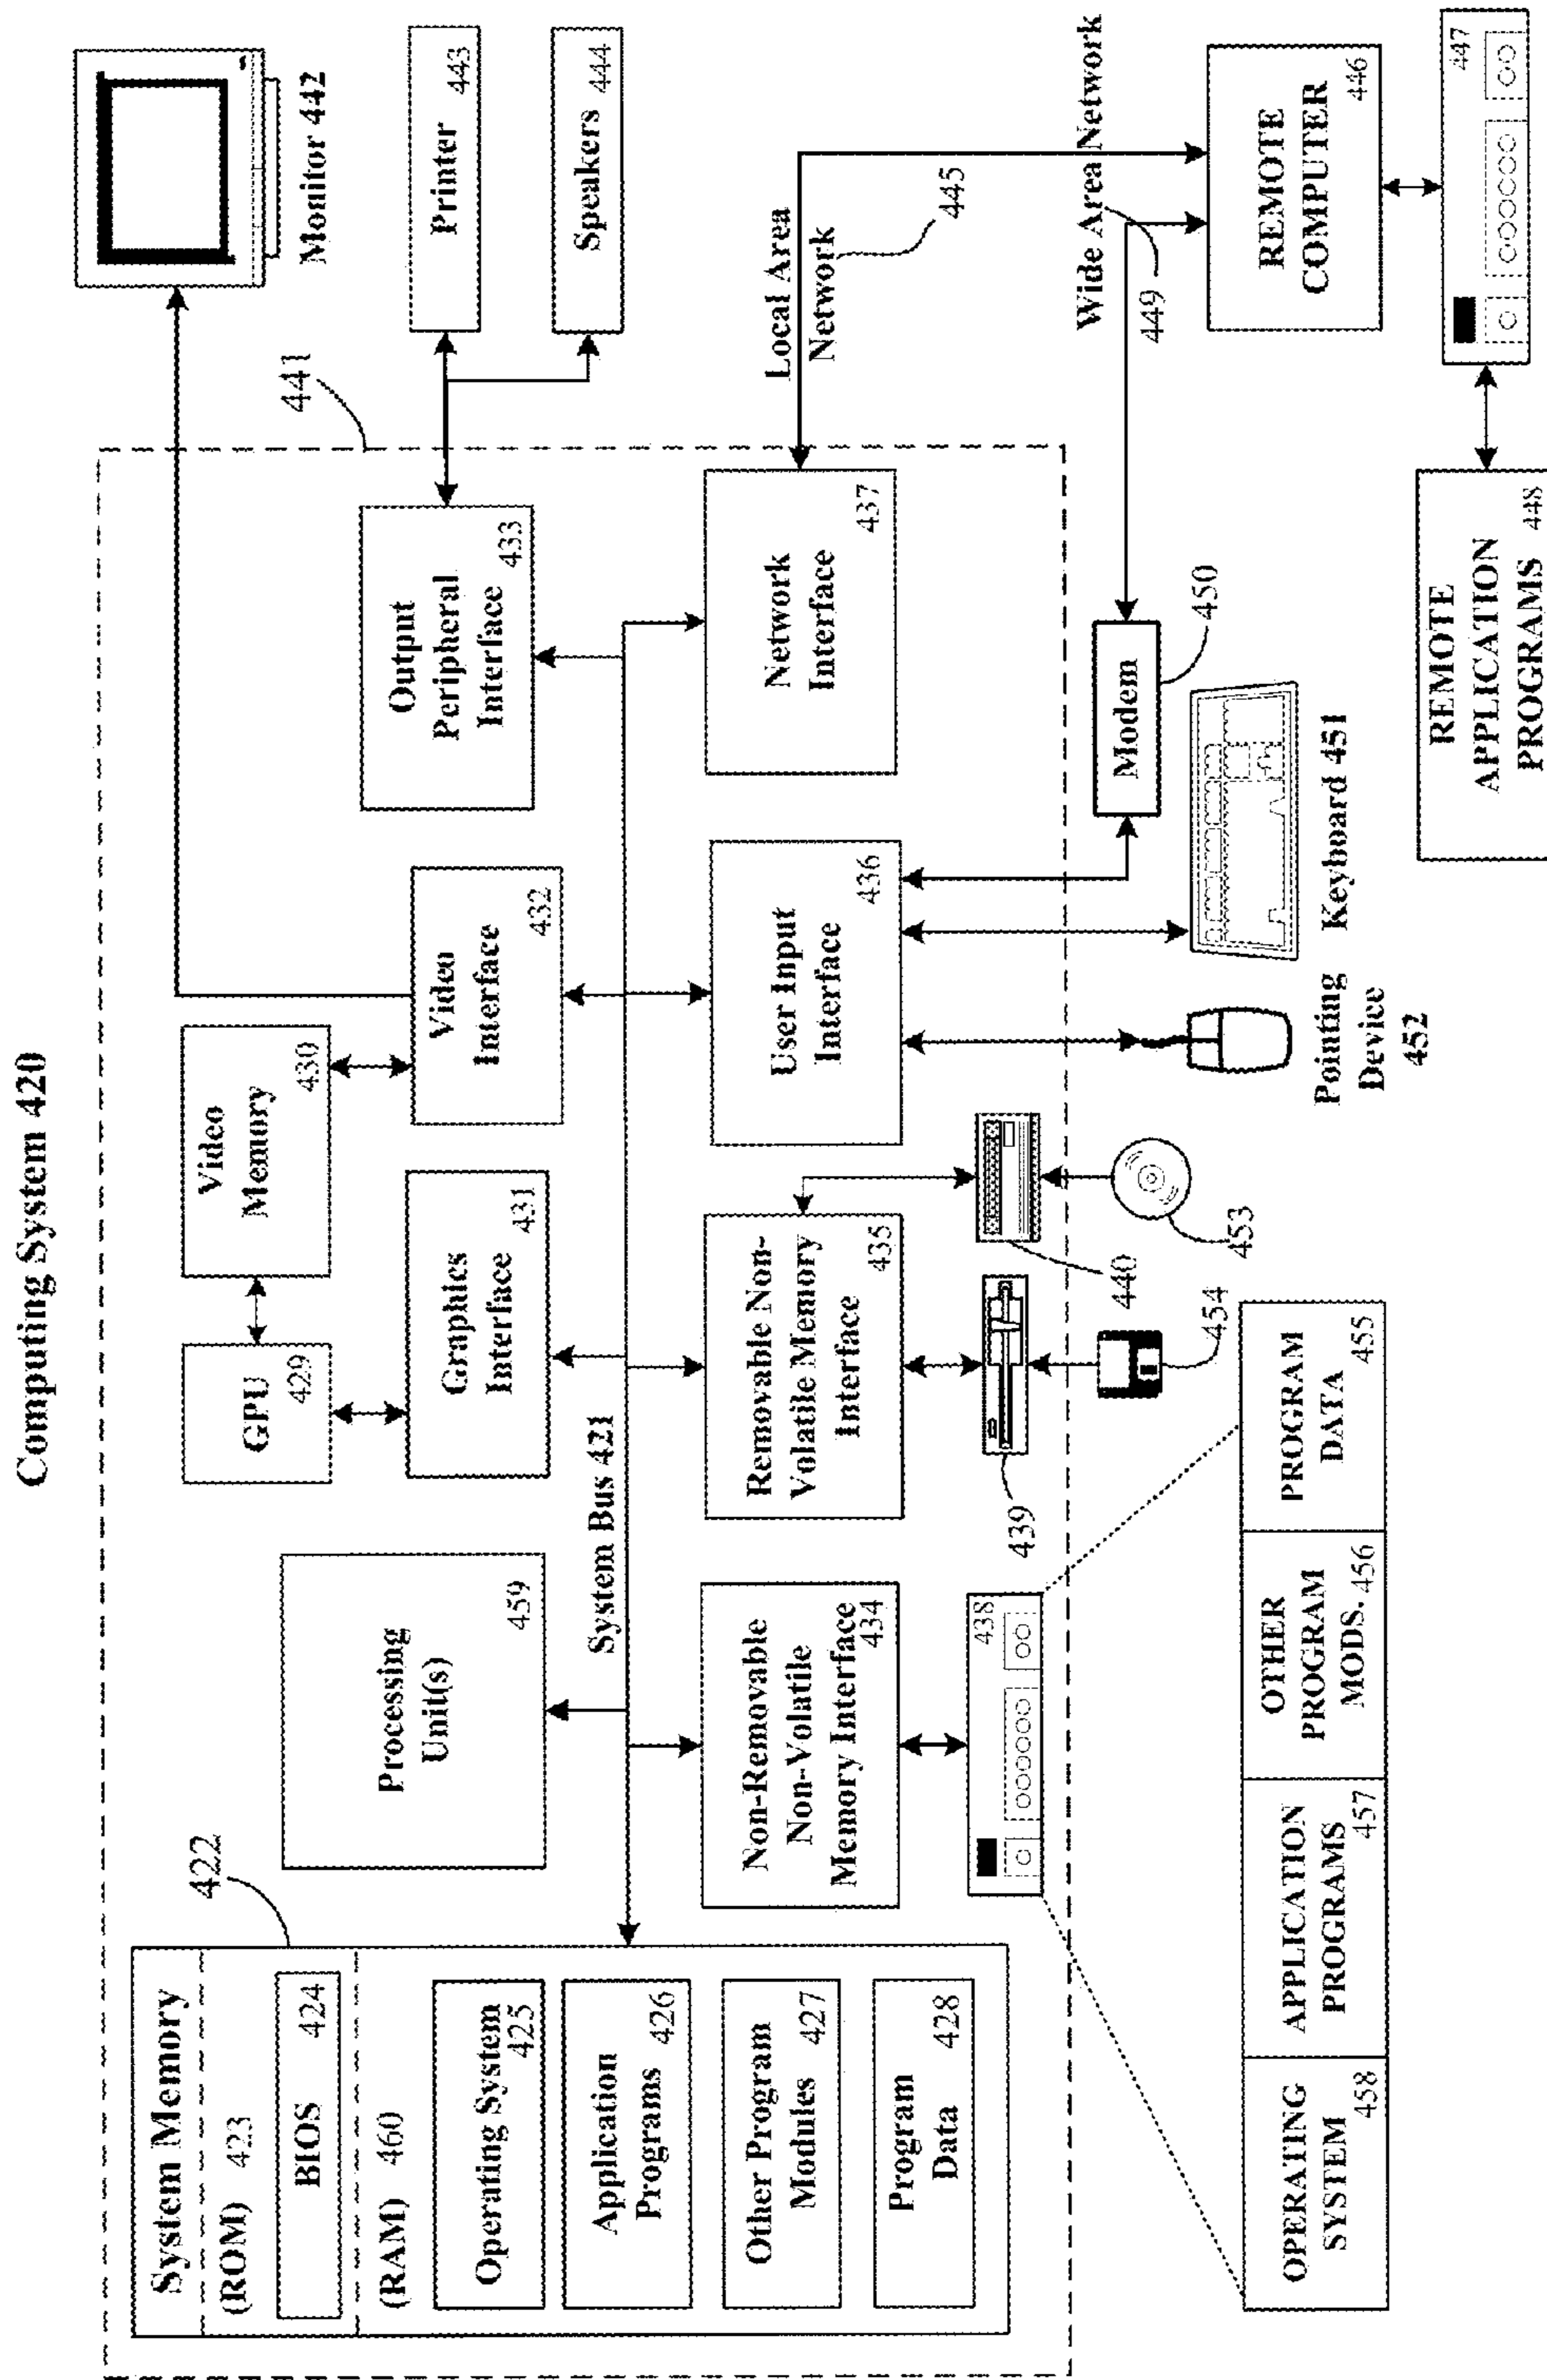 Computing System 420
System Memory
(ROM) 423
BIOS 424
(RAM) 460
Operating System
425
Application
Programs 426
Other Program
Modules 427
Program
Data 428
422
Processing
Unit(s)
459
GPU
429
Video
Memory
430
Graphics
Interface
431
Video
Interface
432
Output
Peripheral
Interface
433
441
Monitor 442
Printer
443
Speakers
444
System Bus 421
Non-Removable
Non-Volatile
Memory Interface
434
Removable Non-
Volatile Memory
Interface
435
User Input
Interface
436
Network
Interface
437
Local Area
Network
445
438
439
440
453
454
Pointing
Device
452
Keyboard 451
Modem
450
Wide Area Network
449
REMOTE
COMPUTER
446
447
REMOTE
APPLICATION
PROGRAMS
448
OPERATING
SYSTEM
458
APPLICATION
PROGRAMS
457
OTHER
PROGRAM
MODS. 456
PROGRAM
DATA
455